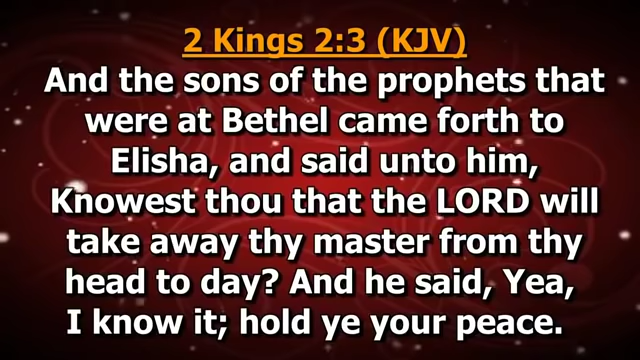 2 Kings 2:3 (KJV)
And the sons of the prophets that
were at Bethel came forth to
Elisha, and said unto him,
Knowest thou that the LORD will
take away thy master from thy
head to day? And he said, Yea,
I know it; hold ye your peace.